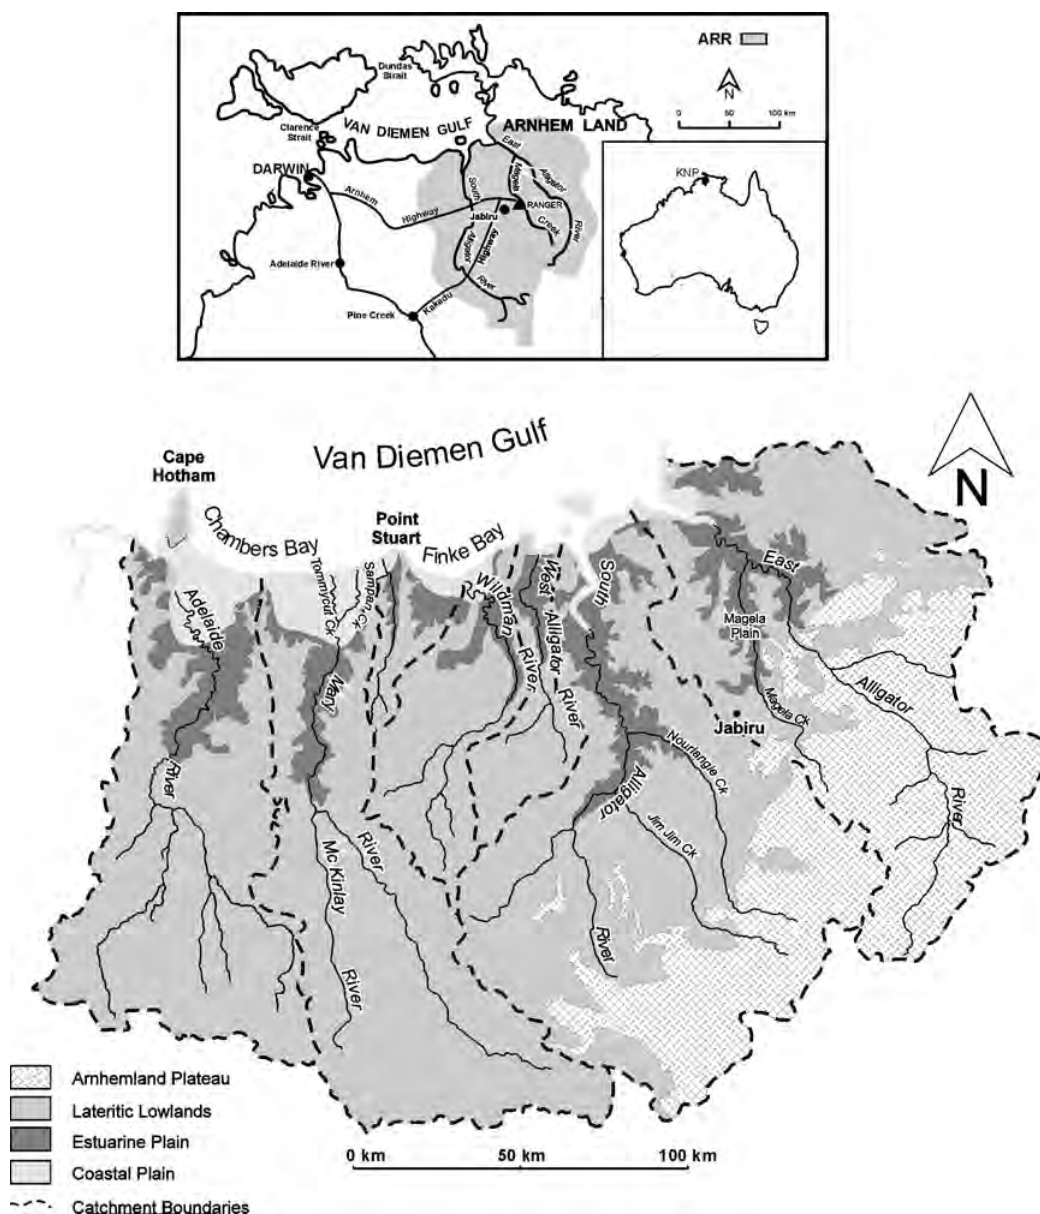 ARR
N
0 50 100 km
Dundas
Strait
VAN DIEMEN GULF
ARNHEM LAND
Clarence
Strait
DARWIN
East
Alligator
River
Magela
Creek
South
Alligator
River
Arnhem
Highway
RANGER
Jabiru
Kakadu
Highway
Adelaide River
Pine Creek
KNP
Van Diemen Gulf
N
Cape
Hotham
Chambers Bay
Point
Stuart
Finke Bay
Adelaide
River
Tommycut Ck
Sampan Ck
Mary
River
Mc Kinlay
River
Wildman
River
West Alligator
River
South
Alligator
River
Nourlangie Ck
Jim Jim Ck
East
Alligator
River
Magela
Plain
Magela Ck
Jabiru
Arnhemland Plateau
Lateritic Lowlands
Estuarine Plain
Coastal Plain
Catchment Boundaries
0 km 50 km 100 km